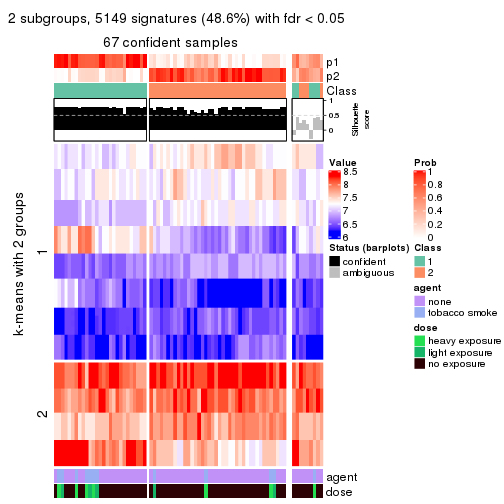 2 subgroups, 5149 signatures (48.6%) with fdr < 0.05
67 confident samples
p1
p2
Class
1
0.5
0
Silhouette
score
k-means with 2 groups
1
2
agent
dose
Value
8.5
8
7.5
7
6.5
6
Prob
1
0.8
0.6
0.4
0.2
0
Status (barplots)
confident
ambiguous
Class
1
2
agent
none
tobacco smoke
dose
heavy exposure
light exposure
no exposure